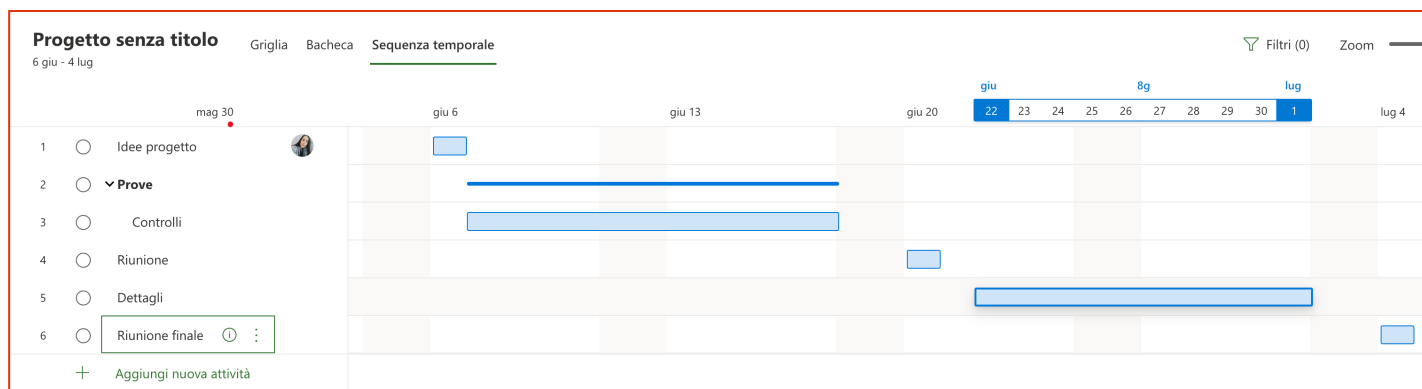 Progetto senza titolo Griglia Bacheca Sequenza temporale Filtri (0) Zoom
6 giu - 4 lug
giu 8g lug
mag 30 giu 6 giu 13 giu 20 22 23 24 25 26 27 28 29 30 1 lug 4
1 Idee progetto
2 Prove
3 Controlli
4 Riunione
5 Dettagli
6 Riunione finale
Aggiungi nuova attività